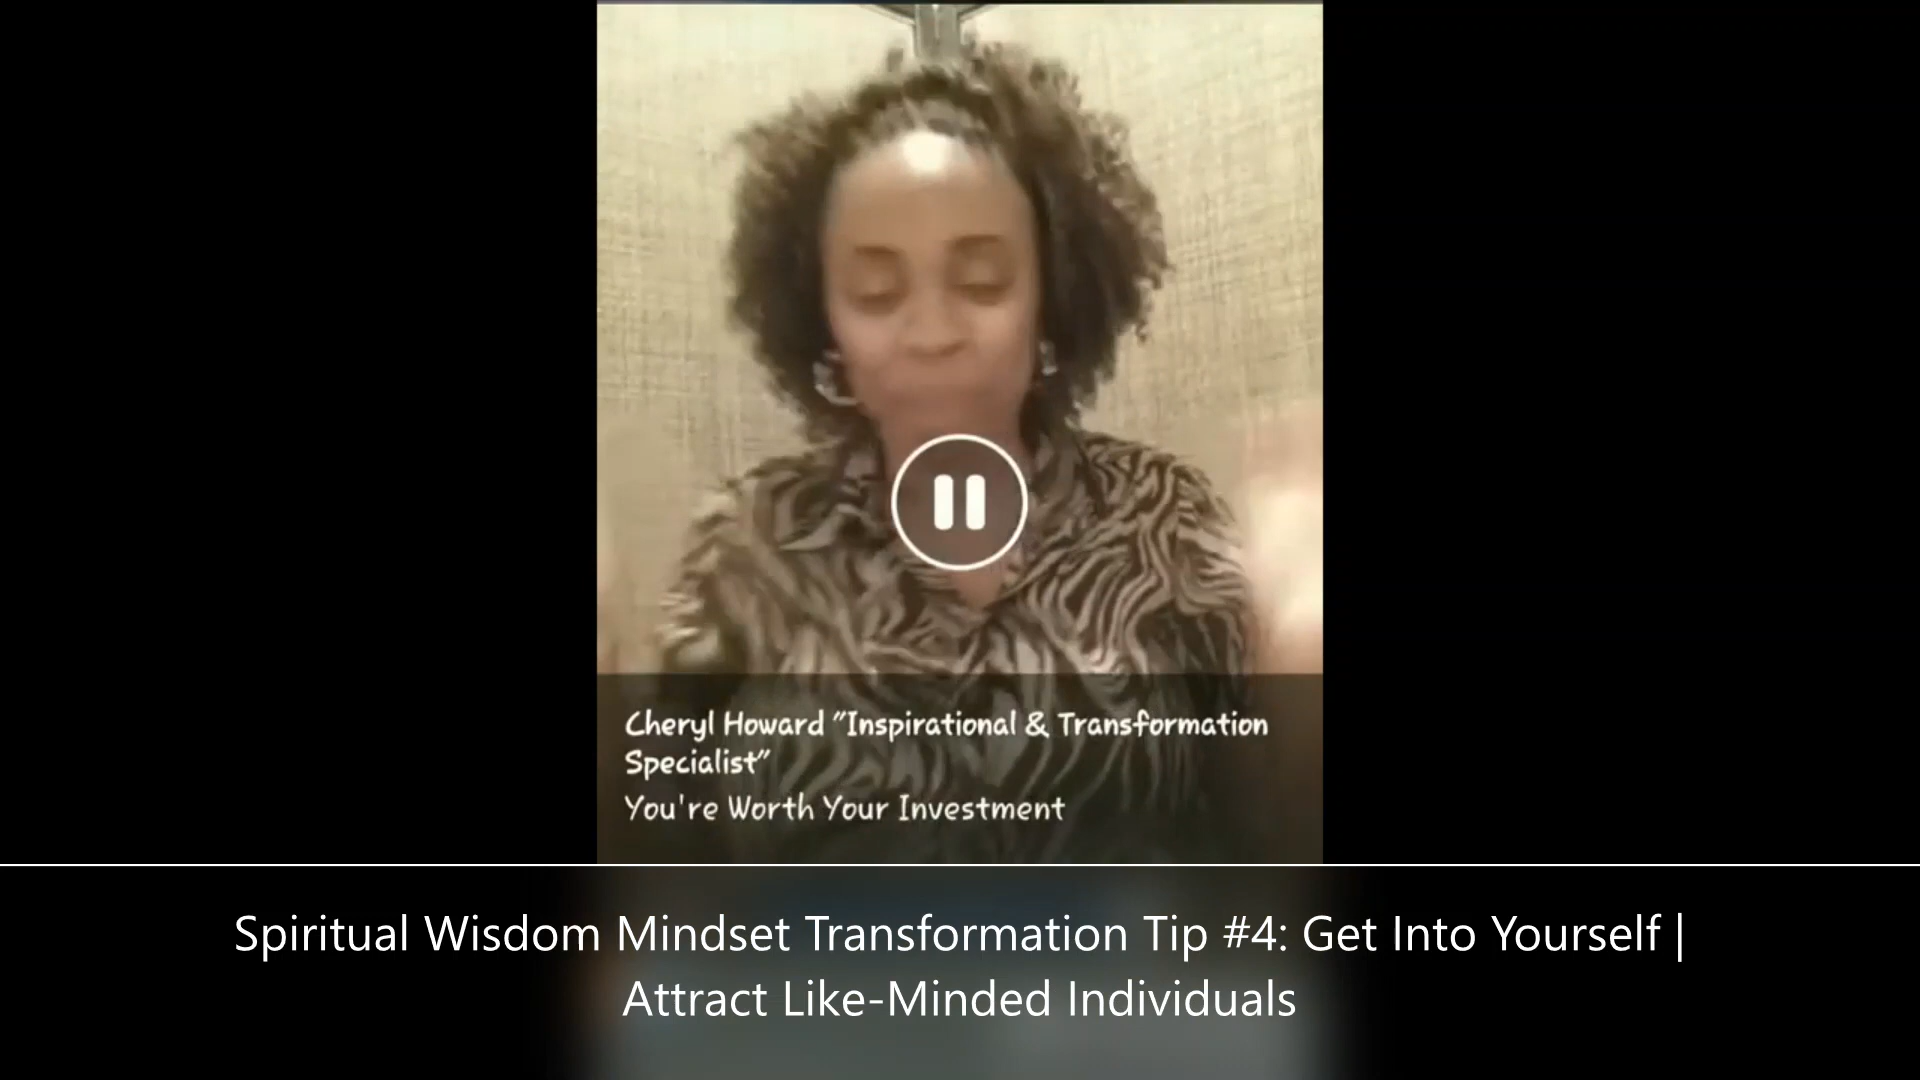 Cheryl Howard "Inspirational & Transformation
Specialist"
You're Worth Your Investment
Spiritual Wisdom Mindset Transformation Tip #4: Get Into Yourself |
Attract Like-Minded Individuals